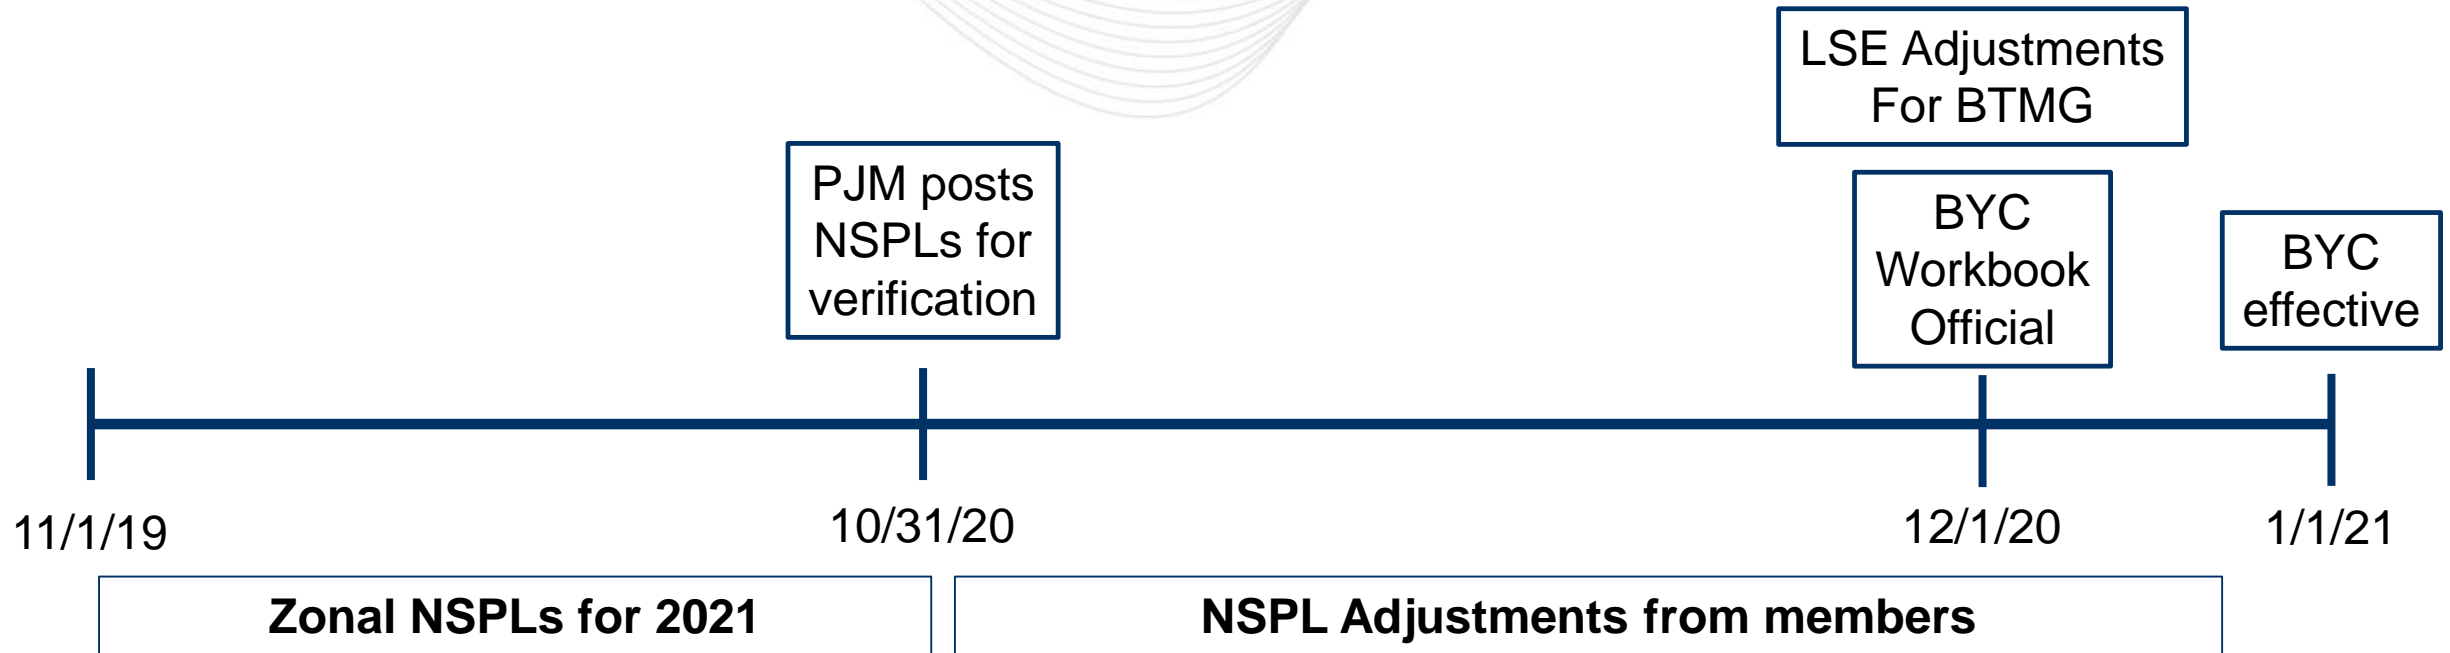 LSE Adjustments
For BTMG
PJM posts
NSPLs for
verification
BYC
Workbook
Official
BYC
effective
11/1/19
10/31/20
12/1/20
1/1/21
Zonal NSPLs for 2021
NSPL Adjustments from members